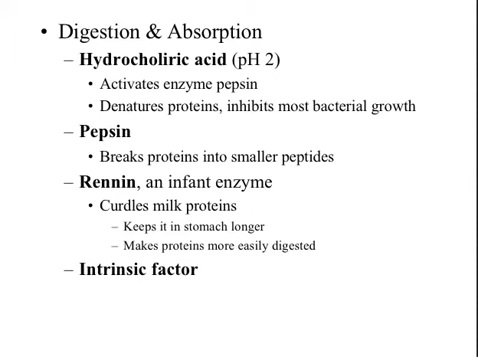 • Digestion & Absorption
– Hydrocholiric acid (pH 2)
• Activates enzyme pepsin
• Denatures proteins, inhibits most bacterial growth
– Pepsin
• Breaks proteins into smaller peptides
– Rennin, an infant enzyme
• Curdles milk proteins
– Keeps it in stomach longer
– Makes proteins more easily digested
– Intrinsic factor